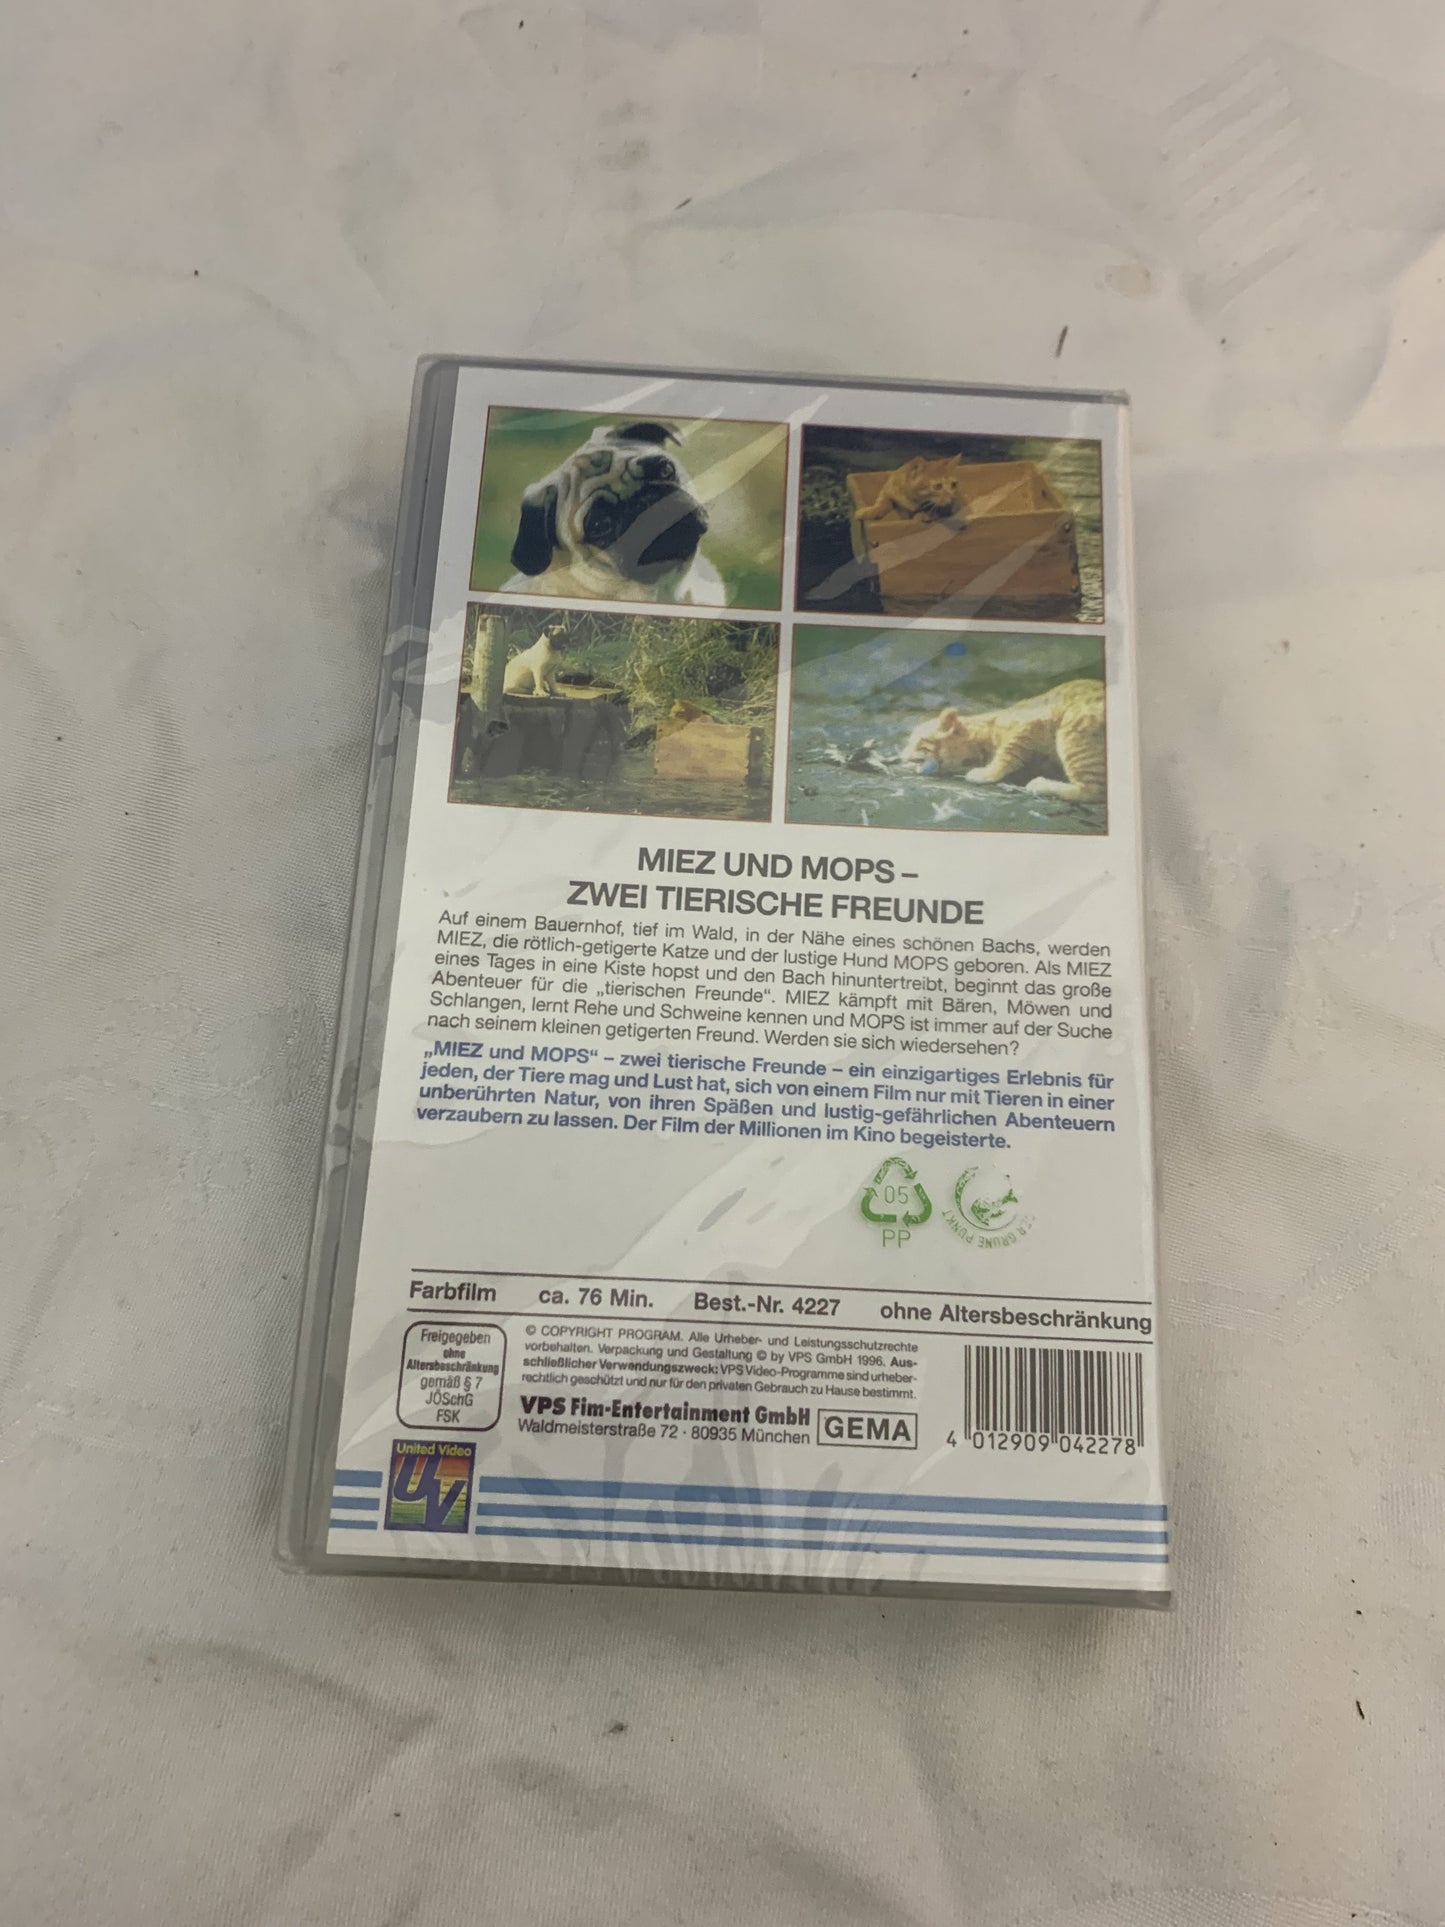 MIEZ UND MOPS –
ZWEI TIERISCHE FREUNDE
Auf einem Bauernhof, tief im Wald, in der Nähe eines schönen Bachs, werden
MIEZ, die rötlich-getigerte Katze und der lustige Hund MOPS geboren. Als MIEZ
eines Tages in eine Kiste hopst und den Bach hinuntertreibt, beginnt das große
Abenteuer für die „tierischen Freunde“. MIEZ kämpft mit Bären, Möwen und
Schlangen, lernt Rehe und Schweine kennen und MOPS ist immer auf der Suche
nach seinem kleinen getigerten Freund. Werden sie sich wiedersehen?
„MIEZ und MOPS“ – zwei tierische Freunde – ein einzigartiges Erlebnis für
jeden, der Tiere mag und Lust hat, sich von einem Film nur mit Tieren in einer
unberührten Natur, von ihren Späßen und lustig-gefährlichen Abenteuern
verzaubern zu lassen. Der Film der Millionen im Kino begeisterte.
05
PP
GRÜNE PUNKT
Farbfilm ca. 76 Min. Best.-Nr. 4227 ohne Altersbeschränkung
Freigegeben
ohne
Altersbeschränkung
gemäß § 7
JÖSchG
FSK
© COPYRIGHT PROGRAM. Alle Urheber- und Leistungsschutzrechte
vorbehalten. Verpackung und Gestaltung © by VPS GmbH 1996. Aus-
schließlicher Verwendungszweck: VPS Video-Programme sind urheber-
rechtlich geschützt und nur für den privaten Gebrauch zu Hause bestimmt.
VPS Fim-Entertainment GmbH
Waldmeisterstraße 72 · 80935 München
GEMA
4 012909 042278
United Video
UV